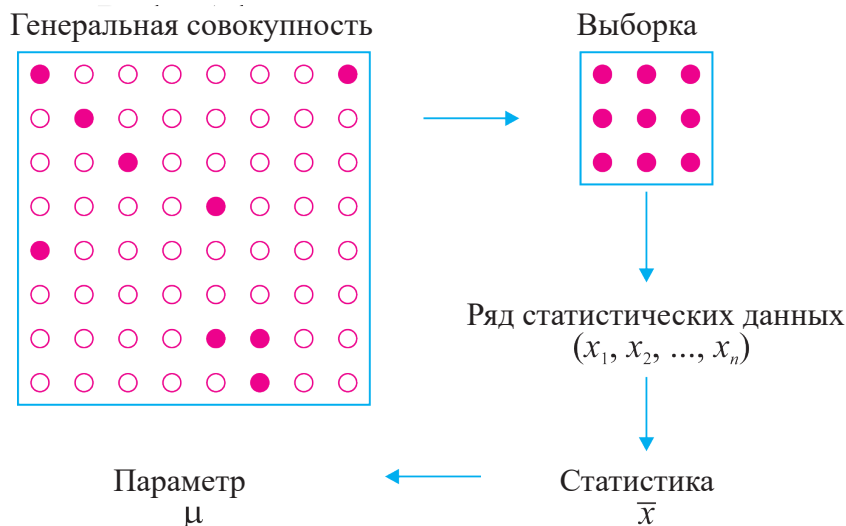 Генеральная совокупность
Выборка
Ряд статистических данных
(x₁, x₂, ..., xₙ)
Параметр
μ
Статистика
x̅